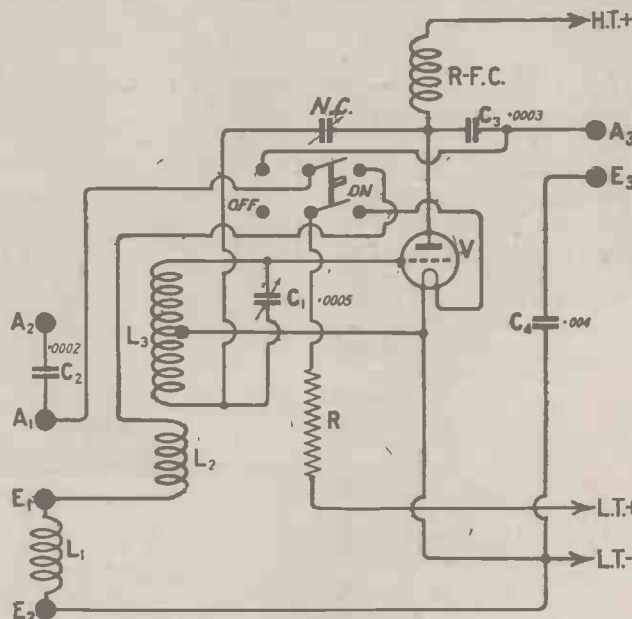 H.T.+
R-F.C.
N.C.
C3 .0003
A3
E3
OFF
ON
V
C1 .0005
L3
A2
.0002
C2
A1
C4 .004
R
L2
E1
L.T.+
L1
L.T.-
E2